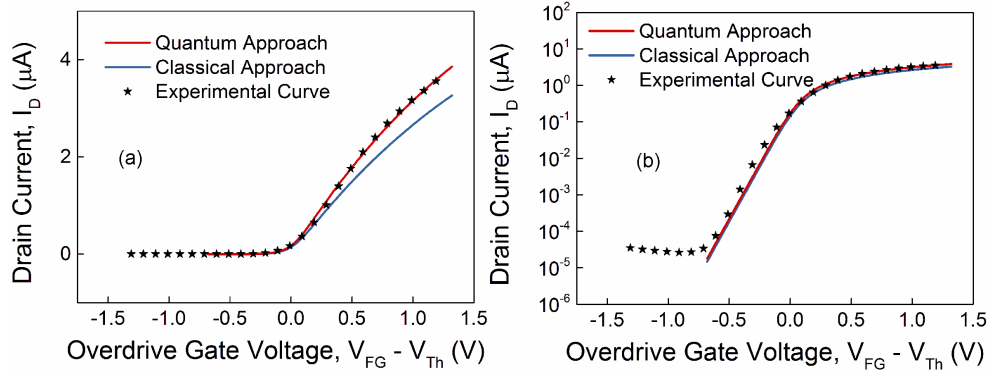 Drain Current, I_D (μA)
4
2
0
Quantum Approach
Classical Approach
Experimental Curve
(a)
-1.5 -1.0 -0.5 0.0 0.5 1.0 1.5
Overdrive Gate Voltage, V_FG - V_Th (V)
Drain Current, I_D (μA)
10^2
10^1
10^0
10^-1
10^-2
10^-3
10^-4
10^-5
10^-6
Quantum Approach
Classical Approach
Experimental Curve
(b)
-1.5 -1.0 -0.5 0.0 0.5 1.0 1.5
Overdrive Gate Voltage, V_FG - V_Th (V)